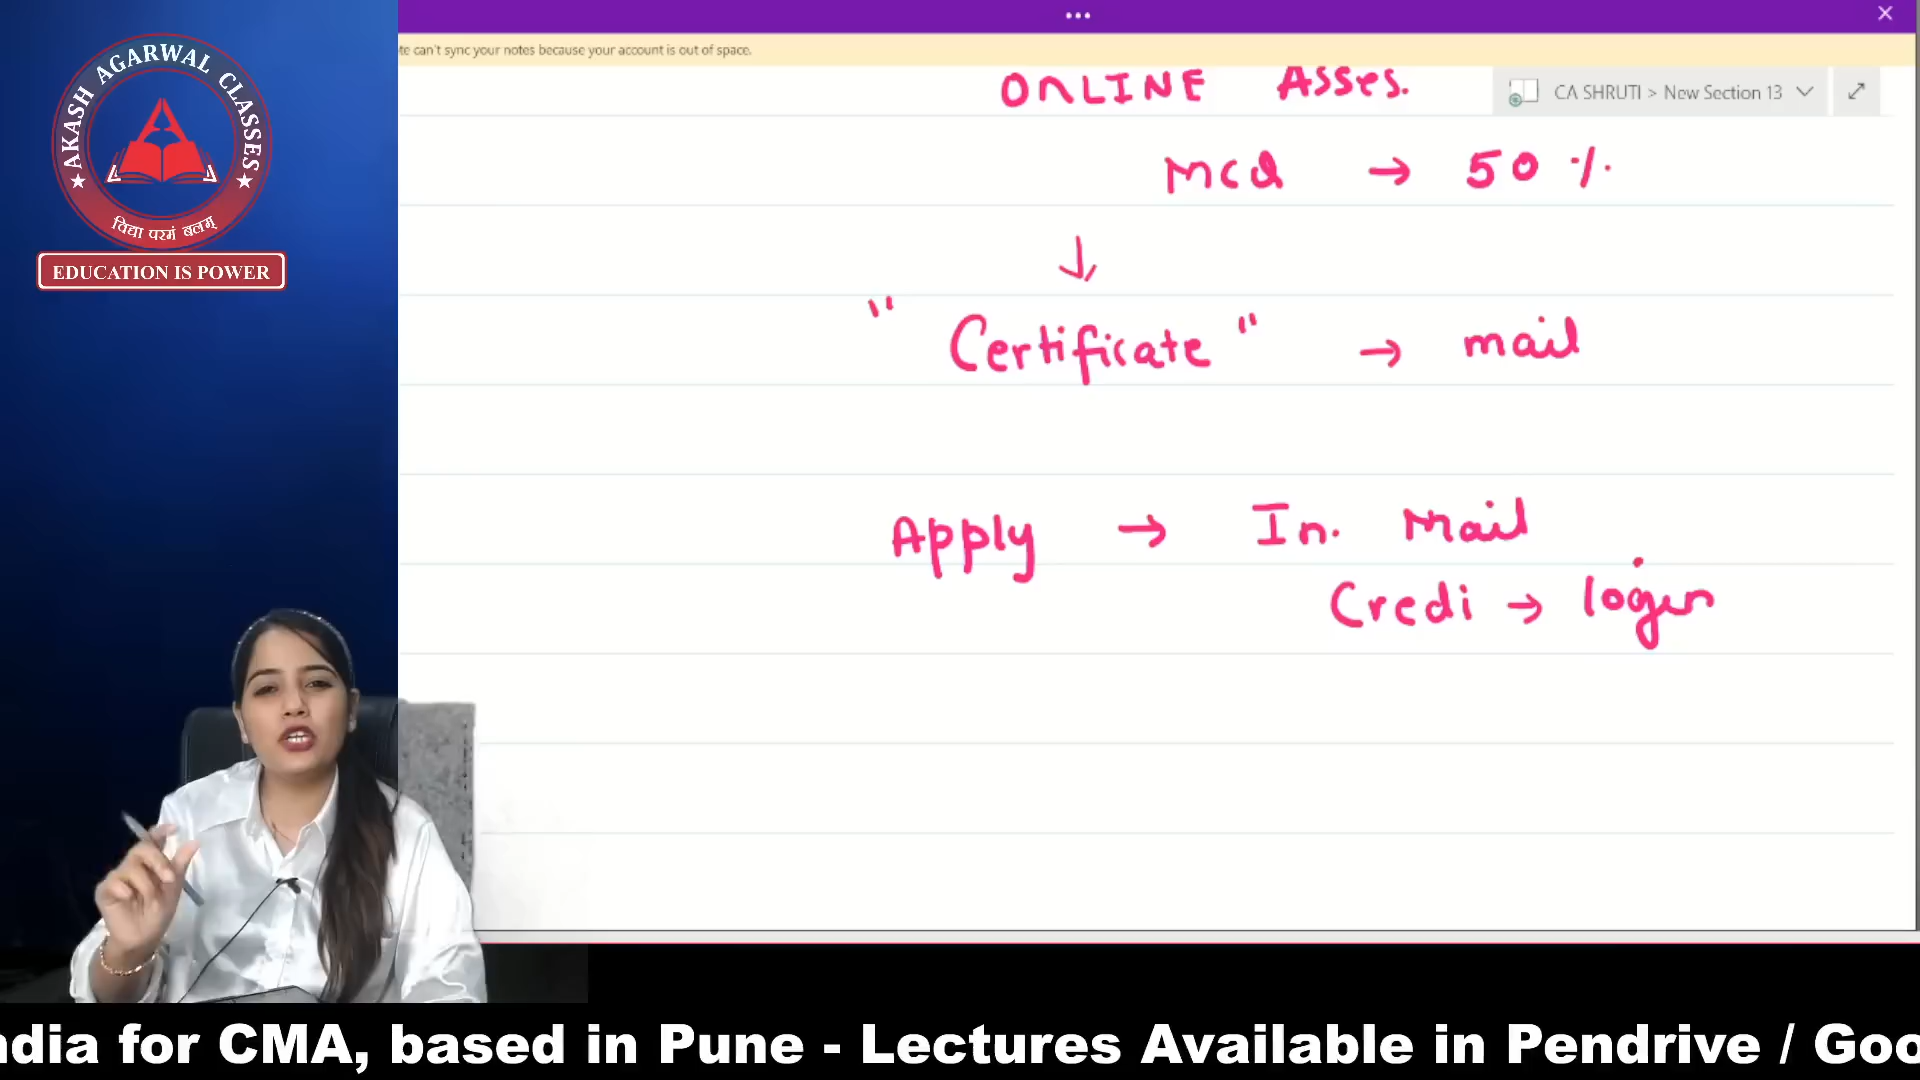 AKASH AGARWAL CLASSES
विद्या परमं बलम्
EDUCATION IS POWER
te can't sync your notes because your account is out of space.
CA SHRUTI > New Section 13
ONLINE Asses.
MCQ → 50 %.
↓
" Certificate " → mail
Apply → In. Mail
Credi → login
ndia for CMA, based in Pune - Lectures Available in Pendrive / Goo